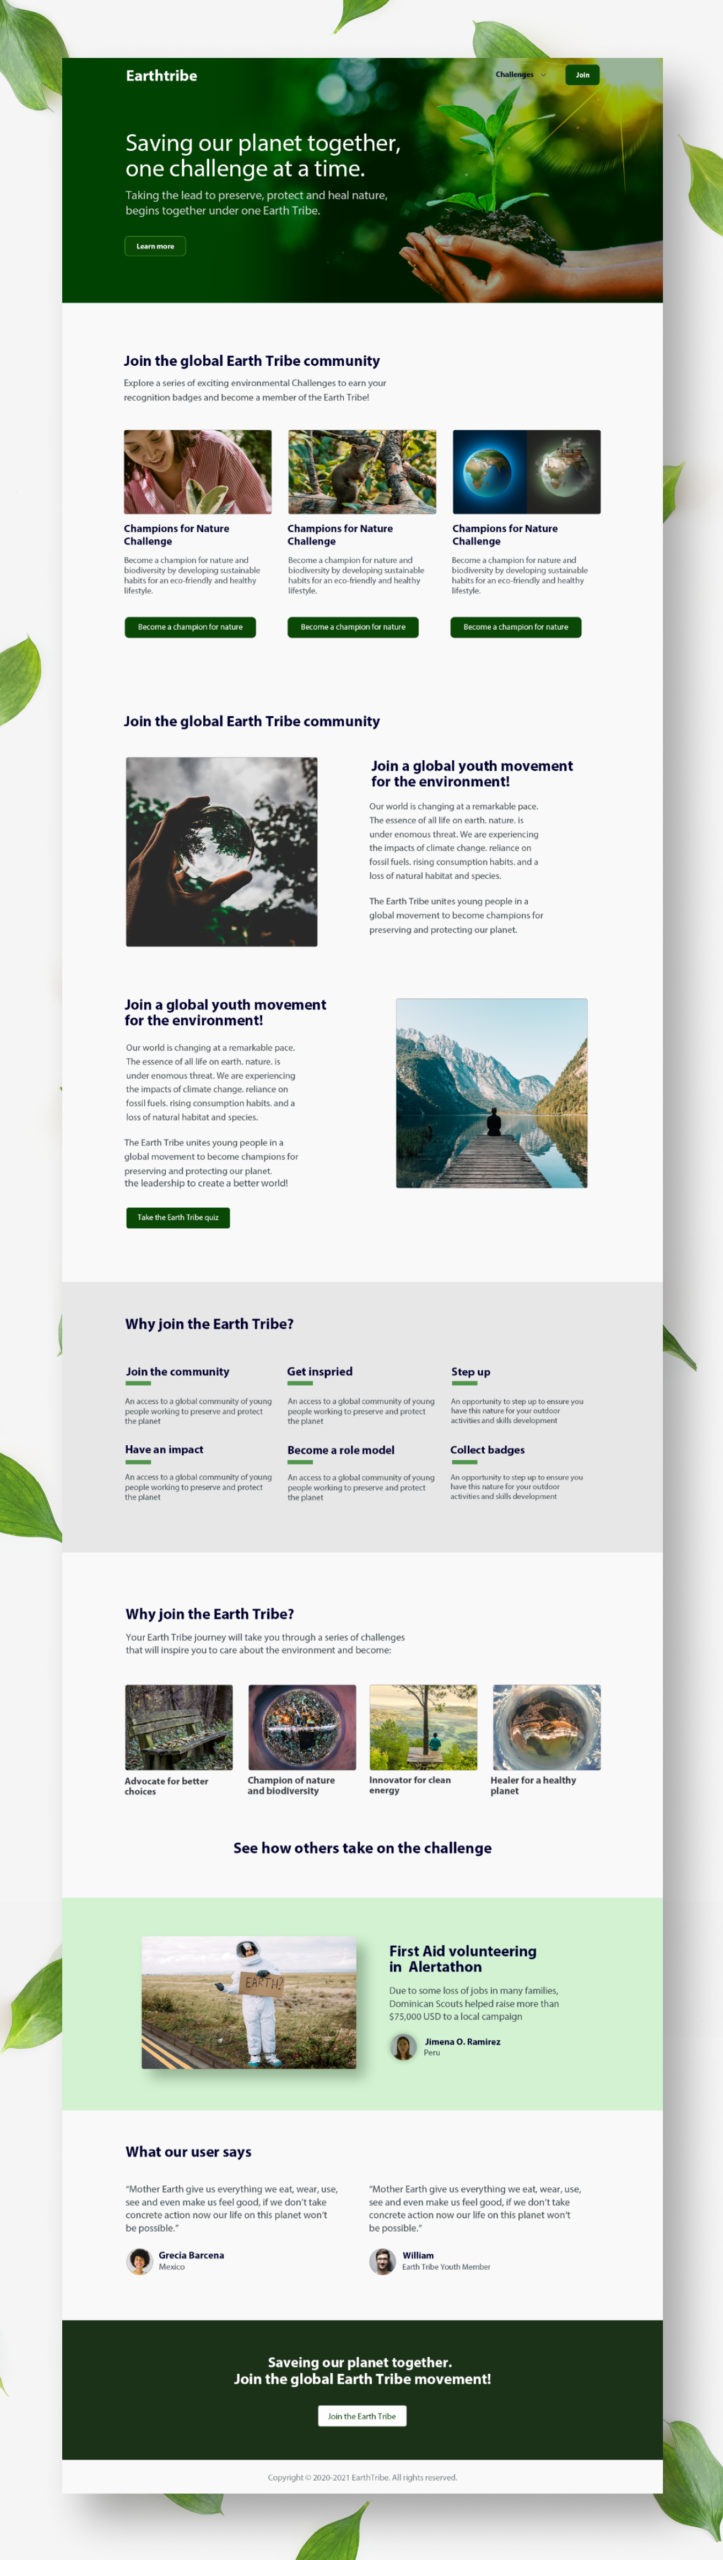 Earthtribe
Challenges
Join
Saving our planet together,
one challenge at a time.
Taking the lead to preserve, protect and heal nature,
begins together under one Earth Tribe.
Learn more
Join the global Earth Tribe community
Explore a series of exciting environmental Challenges to earn your
recognition badges and become a member of the Earth Tribe!
Champions for Nature
Challenge
Become a champion for nature and
biodiversity by developing sustainable
habits for an eco-friendly and healthy
lifestyle.
Become a champion for nature
Champions for Nature
Challenge
Become a champion for nature and
biodiversity by developing sustainable
habits for an eco-friendly and healthy
lifestyle.
Become a champion for nature
Champions for Nature
Challenge
Become a champion for nature and
biodiversity by developing sustainable
habits for an eco-friendly and healthy
lifestyle.
Become a champion for nature
Join the global Earth Tribe community
Join a global youth movement
for the environment!
Our world is changing at a remarkable pace.
The essence of all life on earth. nature. is
under enomous threat. We are experiencing
the impacts of climate change. reliance on
fossil fuels. rising consumption habits. and a
loss of natural habitat and species.
The Earth Tribe unites young people in a
global movement to become champions for
preserving and protecting our planet.
Join a global youth movement
for the environment!
Our world is changing at a remarkable pace.
The essence of all life on earth. nature. is
under enomous threat. We are experiencing
the impacts of climate change. reliance on
fossil fuels. rising consumption habits. and a
loss of natural habitat and species.
The Earth Tribe unites young people in a
global movement to become champions for
preserving and protecting our planet.
the leadership to create a better world!
Take the Earth Tribe quiz
Why join the Earth Tribe?
Join the community
An access to a global community of young
people working to preserve and protect
the planet
Get inspried
An access to a global community of young
people working to preserve and protect
the planet
Step up
An opportunity to step up to ensure you
have this nature for your outdoor
activities and skills development
Have an impact
An access to a global community of young
people working to preserve and protect
the planet
Become a role model
An access to a global community of young
people working to preserve and protect
the planet
Collect badges
An opportunity to step up to ensure you
have this nature for your outdoor
activities and skills development
Why join the Earth Tribe?
Your Earth Tribe journey will take you through a series of challenges
that will inspire you to care about the environment and become:
Advocate for better
choices
Champion of nature
and biodiversity
Innovator for clean
energy
Healer for a healthy
planet
See how others take on the challenge
EARTH?
First Aid volunteering
in Alertathon
Due to some loss of jobs in many families,
Dominican Scouts helped raise more than
$75,000 USD to a local campaign
Jimena O. Ramirez
Peru
What our user says
“Mother Earth give us everything we eat, wear, use,
see and even make us feel good, if we don’t take
concrete action now our life on this planet won’t
be possible.”
Grecia Barcena
Mexico
“Mother Earth give us everything we eat, wear, use,
see and even make us feel good, if we don’t take
concrete action now our life on this planet won’t
be possible.”
William
Earth Tribe Youth Member
Saveing our planet together.
Join the global Earth Tribe movement!
Join the Earth Tribe
Copyright © 2020-2021 EarthTribe. All rights reserved.